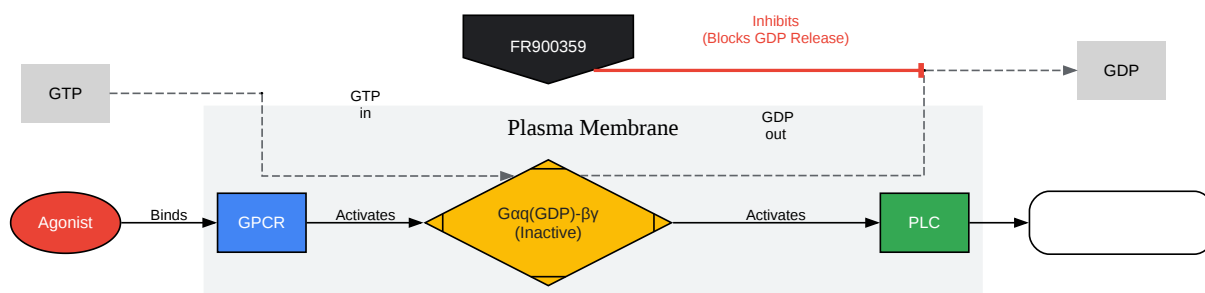 Inhibits
(Blocks GDP Release)
FR900359
GDP
GTP
GTP
in
GDP
out
Plasma Membrane
Agonist
Binds
GPCR
Activates
Gαq(GDP)-βγ
(Inactive)
Activates
PLC